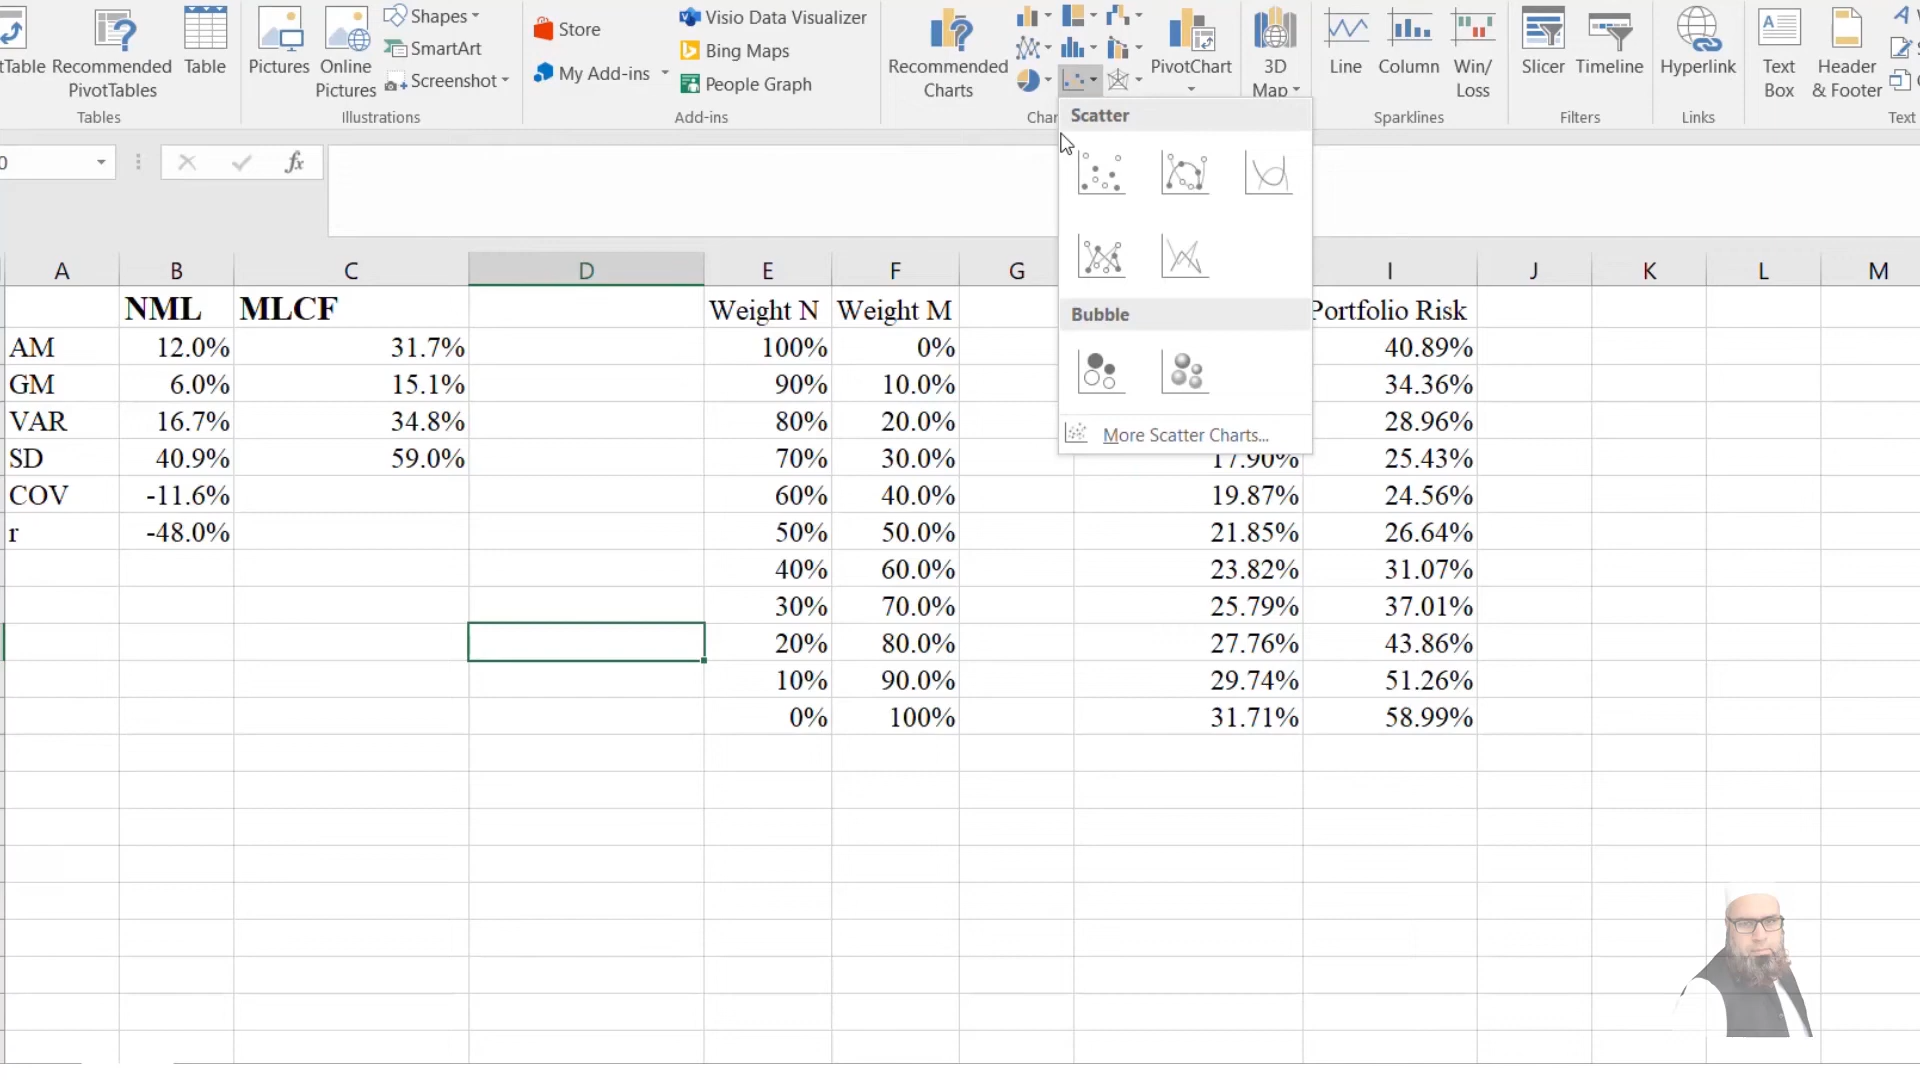 tTable
Recommended
PivotTables
Table
Tables
Pictures
Online
Pictures
Shapes
SmartArt
Screenshot
Illustrations
Store
My Add-ins
Visio Data Visualizer
Bing Maps
People Graph
Add-ins
Recommended
Charts
PivotChart
Char
3D
Map
Line
Column
Win/
Loss
Sparklines
Slicer
Timeline
Filters
Hyperlink
Links
Text
Box
Header
& Footer
Text
Scatter
Bubble
More Scatter Charts...
0
fx
A B C D E F G I J K L M
NML MLCF Weight N Weight M Portfolio Risk
AM 12.0% 31.7% 100% 0% 40.89%
GM 6.0% 15.1% 90% 10.0% 34.36%
VAR 16.7% 34.8% 80% 20.0% 28.96%
SD 40.9% 59.0% 70% 30.0% 17.90% 25.43%
COV -11.6% 60% 40.0% 19.87% 24.56%
r -48.0% 50% 50.0% 21.85% 26.64%
40% 60.0% 23.82% 31.07%
30% 70.0% 25.79% 37.01%
20% 80.0% 27.76% 43.86%
10% 90.0% 29.74% 51.26%
0% 100% 31.71% 58.99%